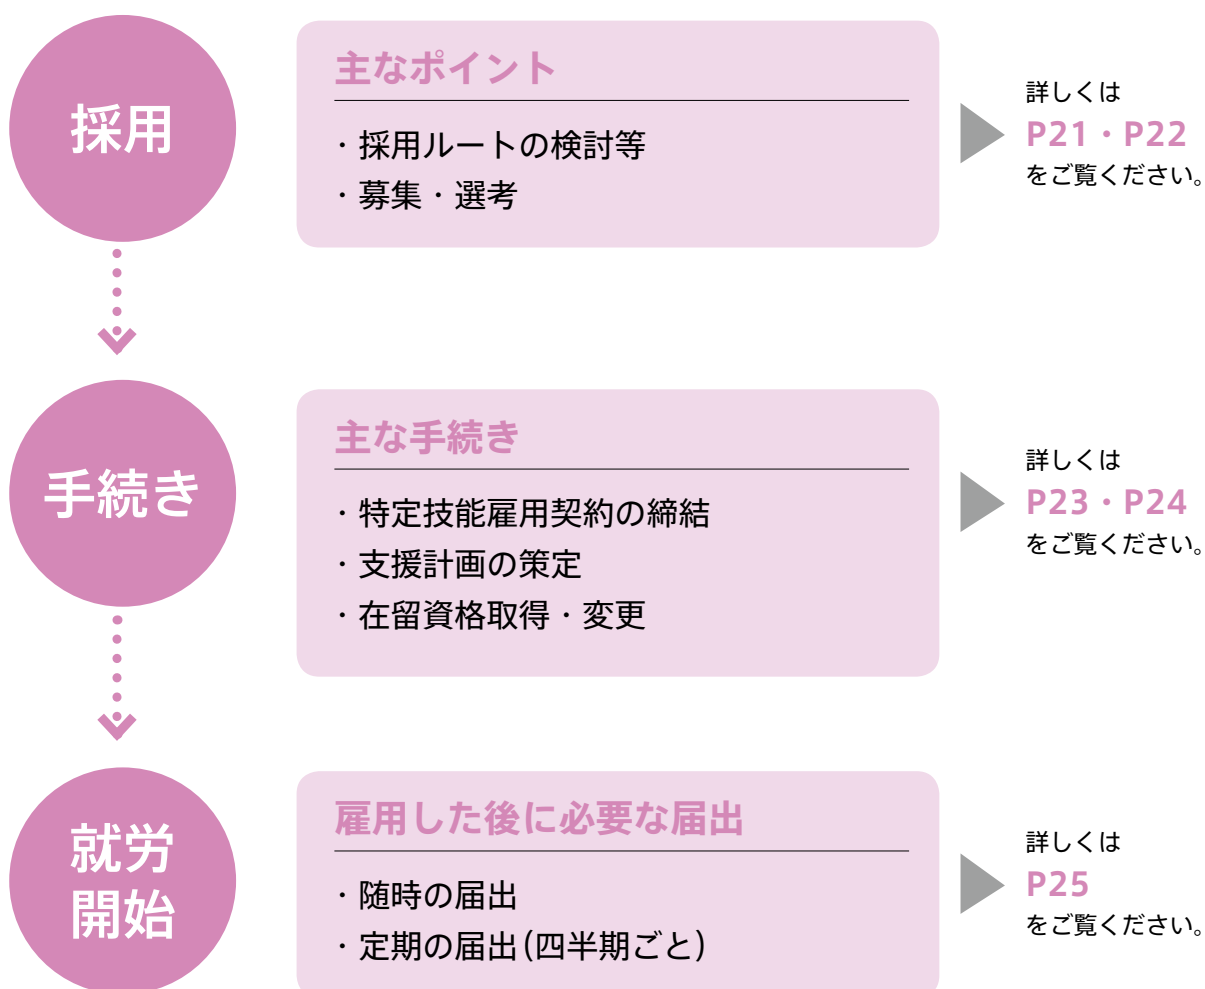 採用
主なポイント
・採用ルートの検討等
・募集・選考
詳しくは
P21・P22
をご覧ください。
手続き
主な手続き
・特定技能雇用契約の締結
・支援計画の策定
・在留資格取得・変更
詳しくは
P23・P24
をご覧ください。
就労
開始
雇用した後に必要な届出
・随時の届出
・定期の届出(四半期ごと)
詳しくは
P25
をご覧ください。